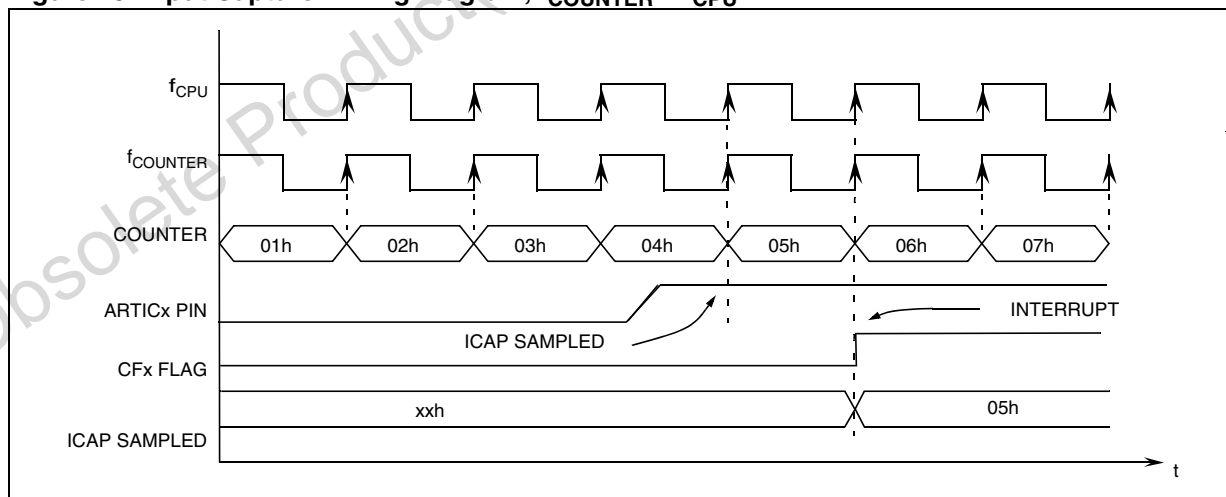 fCPU
fCOUNTER
COUNTER
01h 02h 03h 04h 05h 06h 07h
ARTICx PIN
INTERRUPT
ICAP SAMPLED
CFx FLAG
xxh 05h
ICAP SAMPLED
t
Obsolete Product(